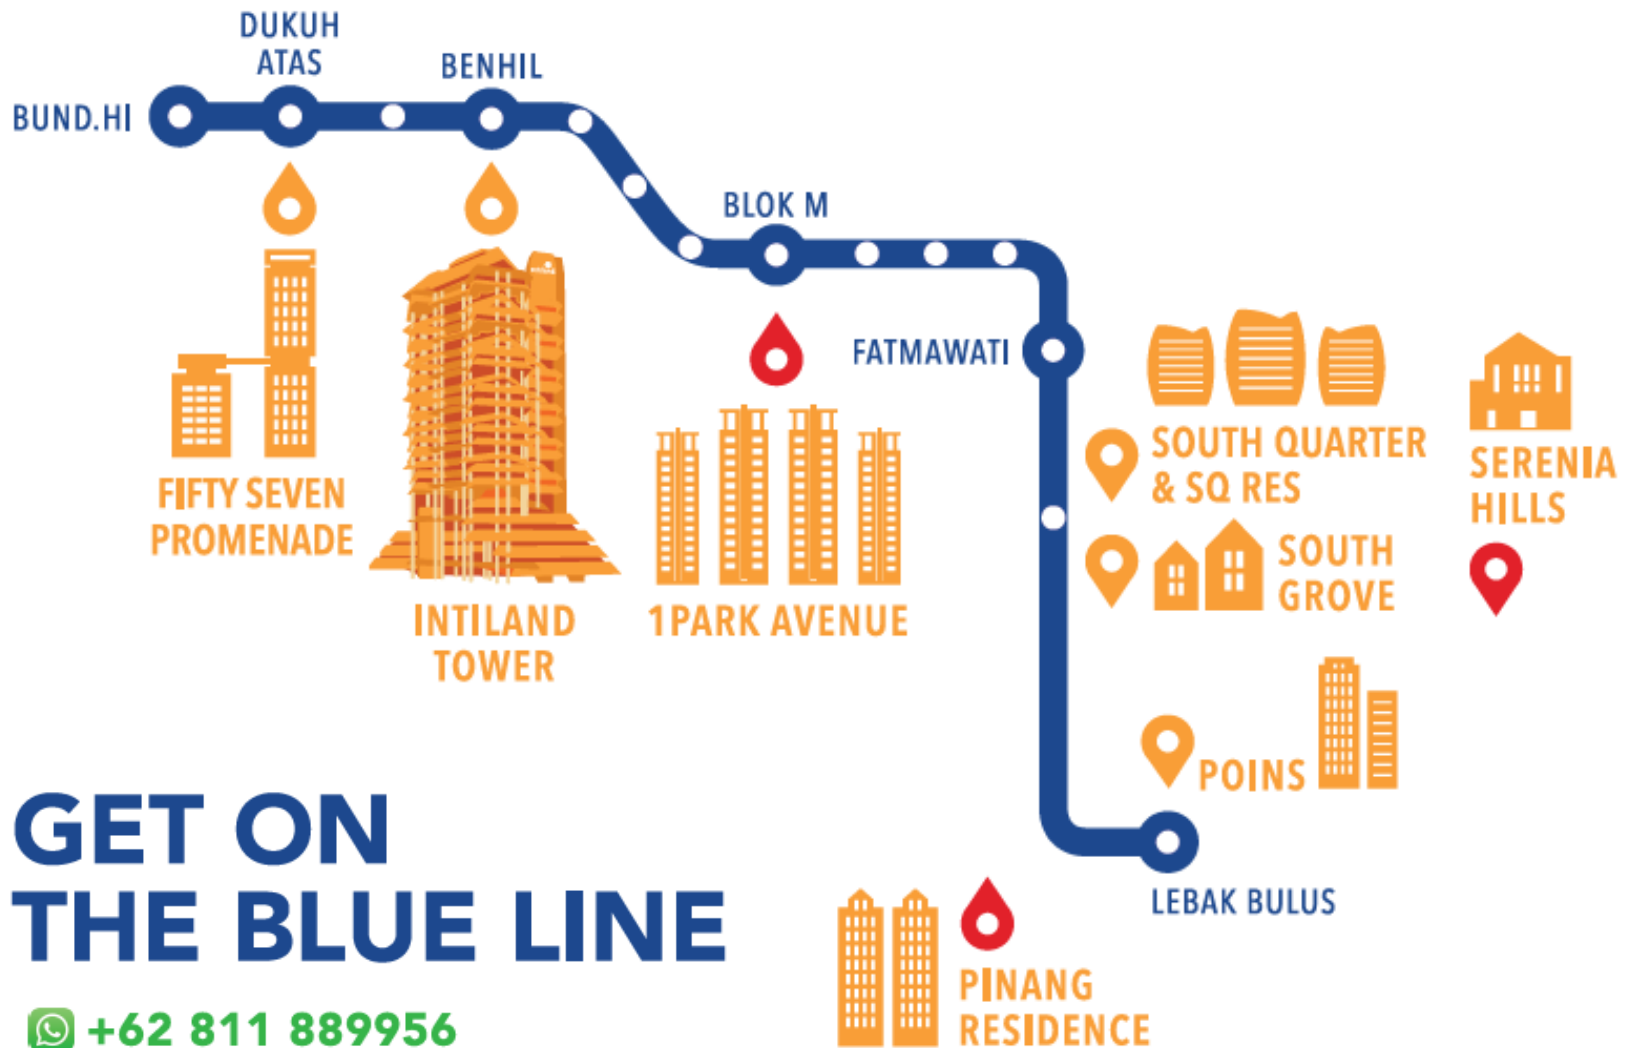 DUKUH
ATAS
BENHIL
BUND.HI
BLOK M
FATMAWATI
SOUTH QUARTER
& SQ RES
SERENIA
HILLS
FIFTY SEVEN
PROMENADE
SOUTH
GROVE
INTILAND
TOWER
1PARK AVENUE
POINS
GET ON
THE BLUE LINE
LEBAK BULUS
PINANG
RESIDENCE
+62 811 889956